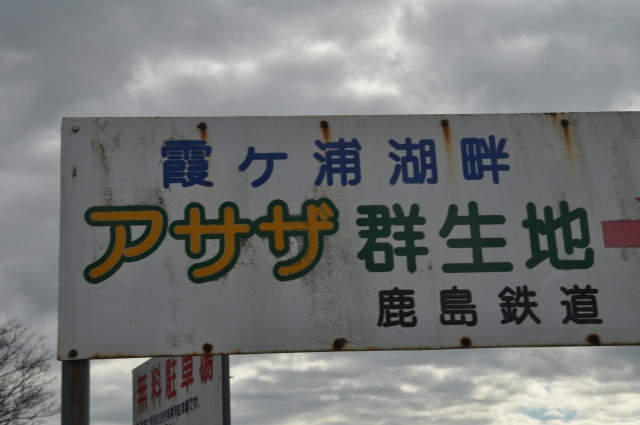 霞ヶ浦湖畔
アサザ群生地
鹿島鉄道
無料駐車場